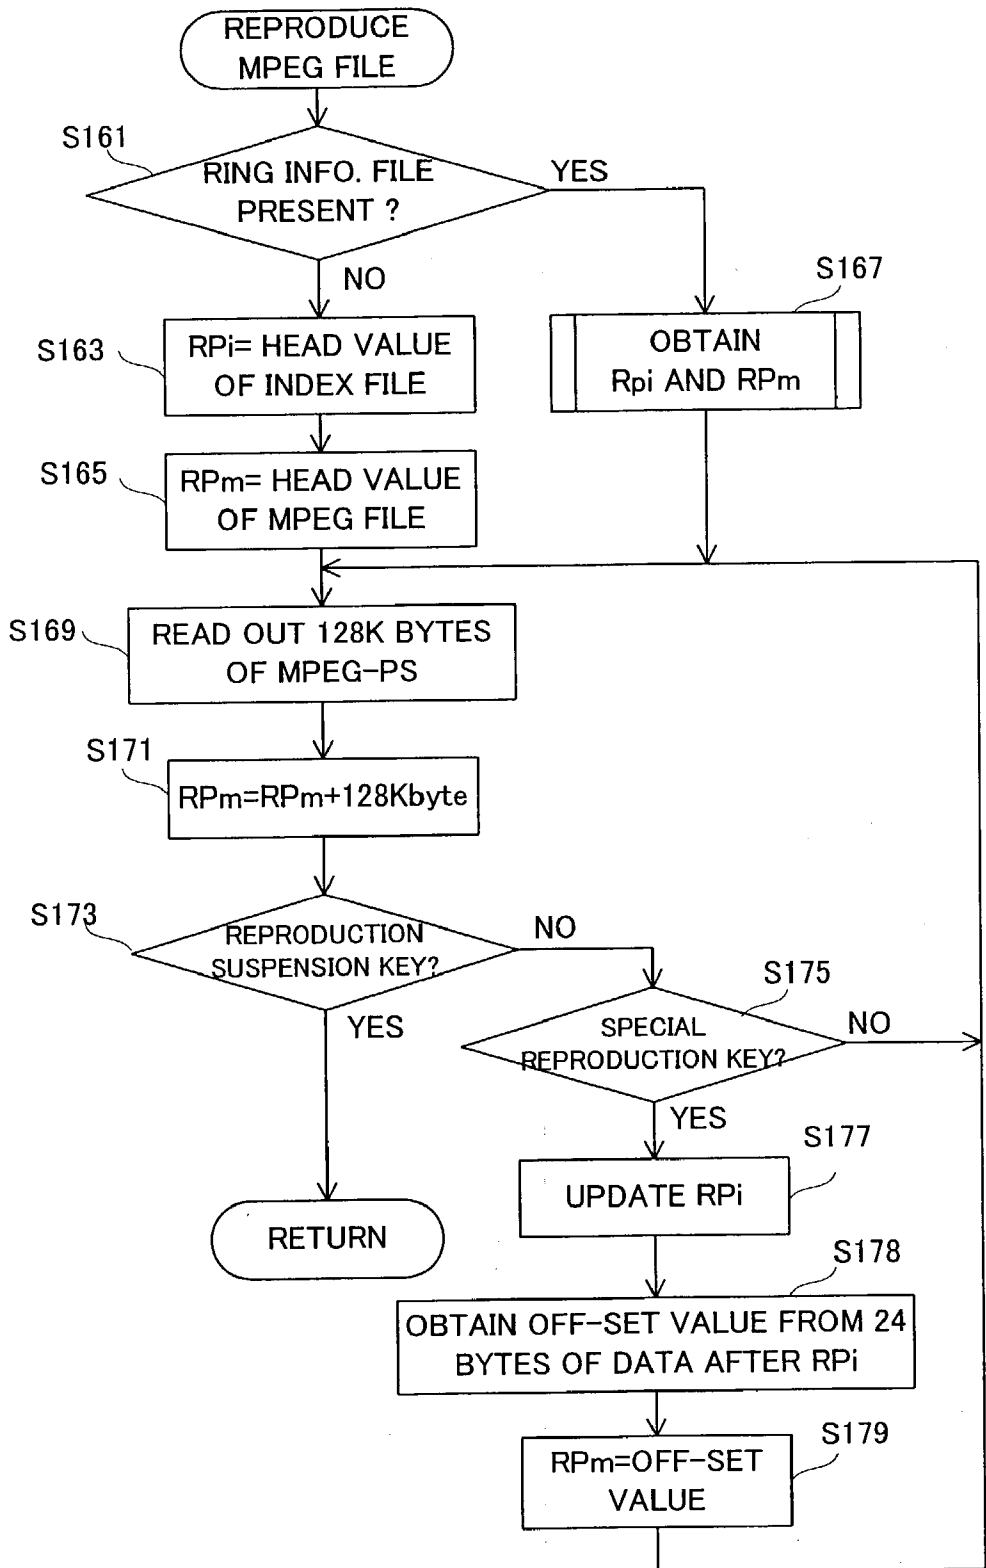 REPRODUCE
MPEG FILE
S161
RING INFO. FILE
PRESENT ?
YES
NO
S167
OBTAIN
Rpi AND RPm
S163
RPi= HEAD VALUE
OF INDEX FILE
S165
RPm= HEAD VALUE
OF MPEG FILE
S169
READ OUT 128K BYTES
OF MPEG-PS
S171
RPm=RPm+128Kbyte
S173
REPRODUCTION
SUSPENSION KEY?
NO
YES
S175
SPECIAL
REPRODUCTION KEY?
NO
YES
S177
UPDATE RPi
RETURN
S178
OBTAIN OFF-SET VALUE FROM 24
BYTES OF DATA AFTER RPi
S179
RPm=OFF-SET
VALUE